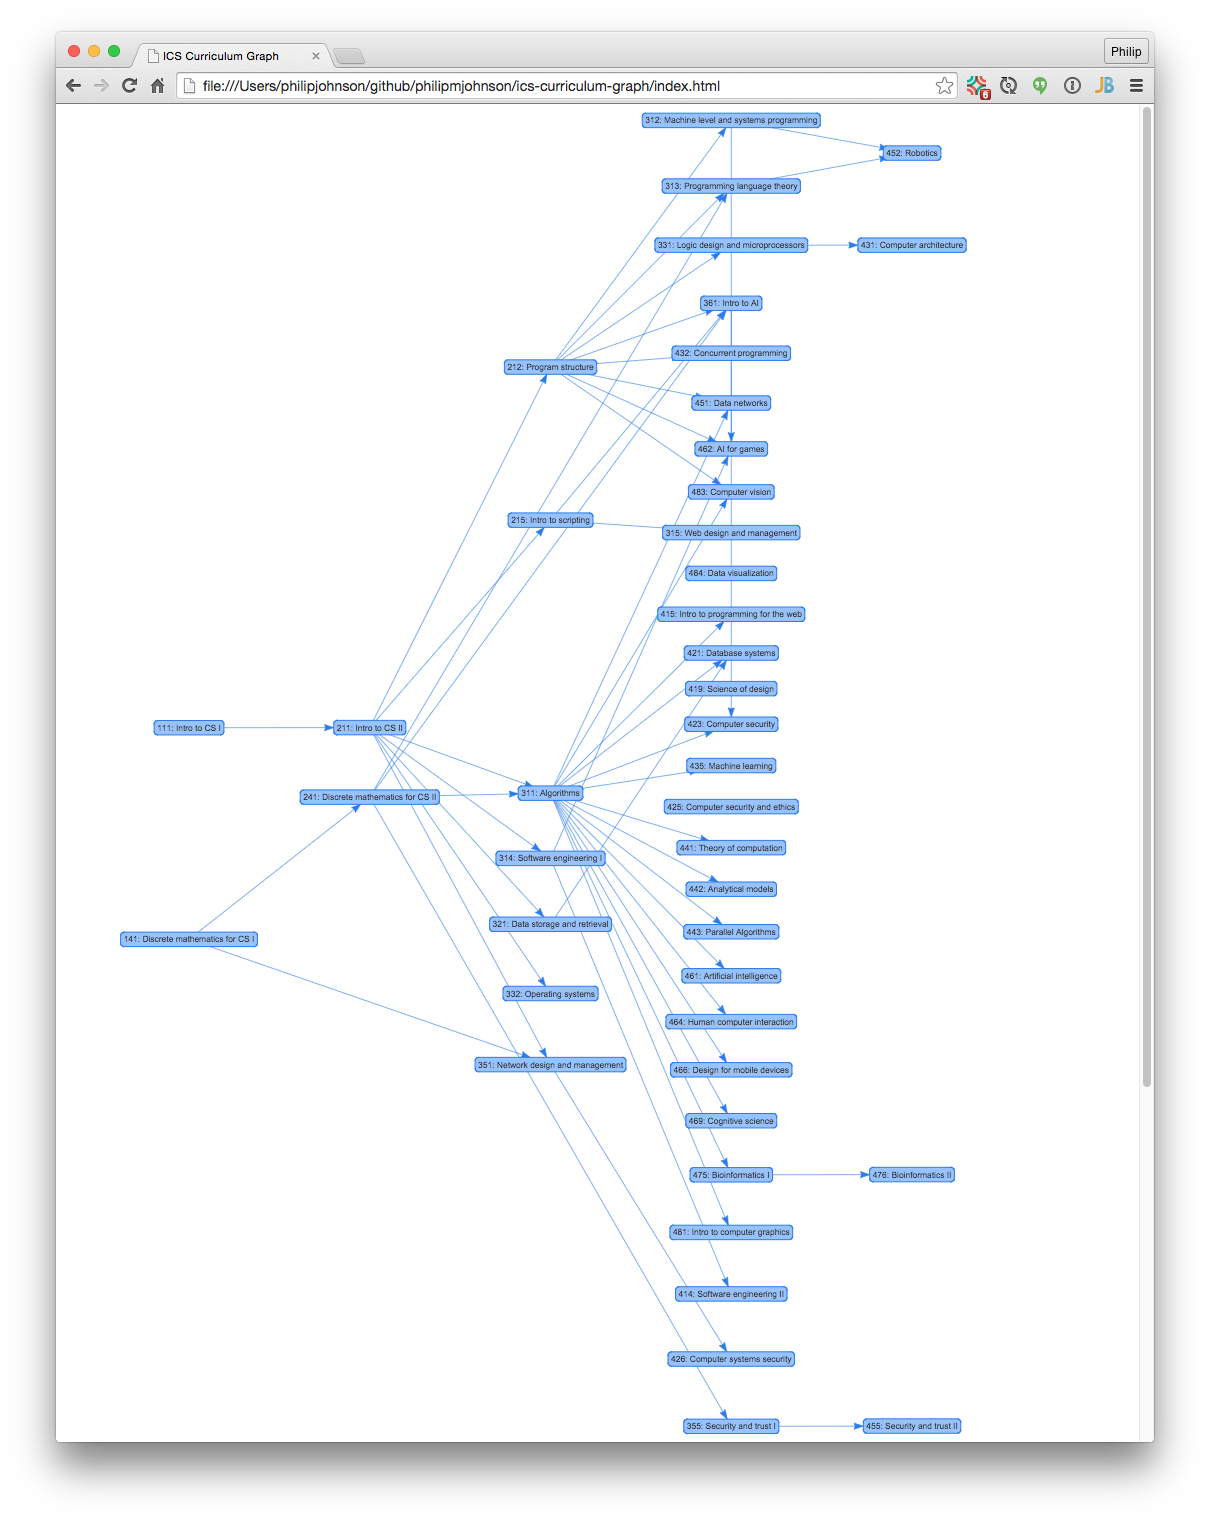 ICS Curriculum Graph
Philip
file:///Users/philipjohnson/github/philipmjohnson/ics-curriculum-graph/index.html
6
JB
312: Machine level and systems programming
452: Robotics
313: Programming language theory
331: Logic design and microprocessors
431: Computer architecture
361: Intro to AI
432: Concurrent programming
212: Program structure
451: Data networks
462: AI for games
483: Computer vision
215: Intro to scripting
315: Web design and management
484: Data visualization
415: Intro to programming for the web
421: Database systems
419: Science of design
111: Intro to CS I
211: Intro to CS II
423: Computer security
435: Machine learning
241: Discrete mathematics for CS II
311: Algorithms
425: Computer security and ethics
441: Theory of computation
314: Software engineering I
442: Analytical models
321: Data storage and retrieval
443: Parallel Algorithms
141: Discrete mathematics for CS I
461: Artificial intelligence
332: Operating systems
464: Human computer interaction
351: Network design and management
466: Design for mobile devices
469: Cognitive science
475: Bioinformatics I
476: Bioinformatics II
481: Intro to computer graphics
414: Software engineering II
426: Computer systems security
355: Security and trust I
455: Security and trust II